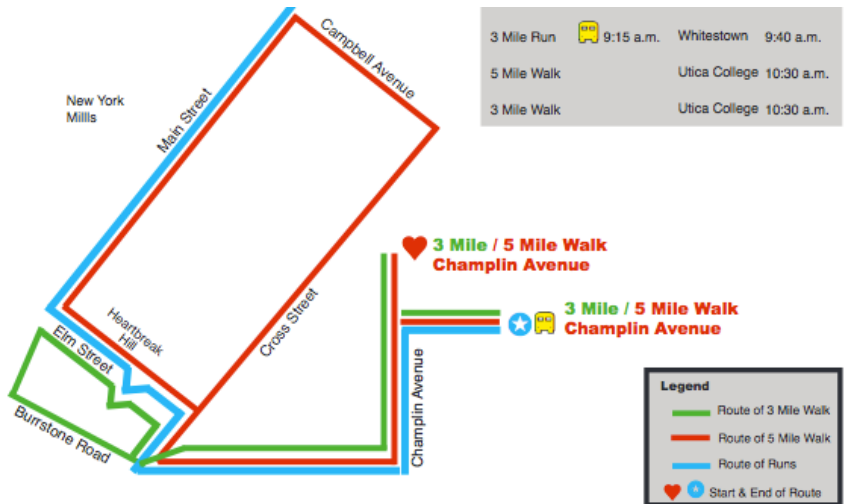 3 Mile Run 9:15 a.m. Whitestown 9:40 a.m.
5 Mile Walk Utica College 10:30 a.m.
3 Mile Walk Utica College 10:30 a.m.
Campbell Avenue
New York
Millls
Main Street
3 Mile / 5 Mile Walk
Champlin Avenue
3 Mile / 5 Mile Walk
Champlin Avenue
Heartbreak
Hill
Cross Street
Elm Street
Champlin Avenue
Burrstone Road
Legend
Route of 3 Mile Walk
Route of 5 Mile Walk
Route of Runs
Start & End of Route